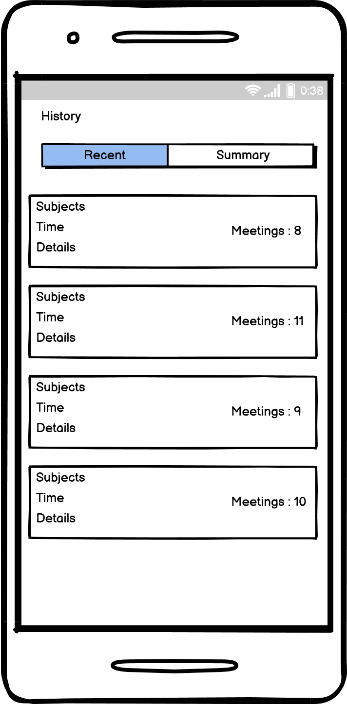 0:38
History
Recent Summary
Subjects
Time
Meetings : 8
Details
Subjects
Time
Meetings : 11
Details
Subjects
Time
Meetings : 9
Details
Subjects
Time
Meetings : 10
Details